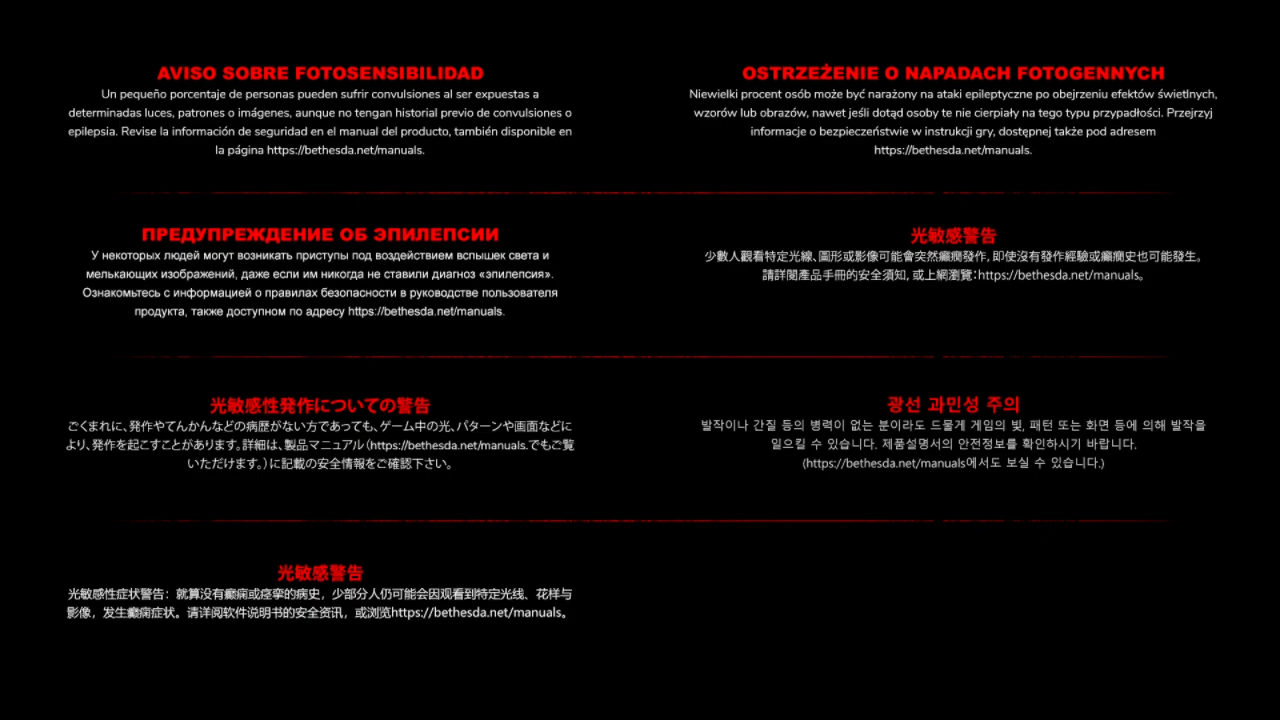 AVISO SOBRE FOTOSENSIBILIDAD
Un pequeño porcentaje de personas pueden sufrir convulsiones al ser expuestas a
determinadas luces, patrones o imágenes, aunque no tengan historial previo de convulsiones o
epilepsia. Revise la información de seguridad en el manual del producto, también disponible en
la página https://bethesda.net/manuals.
OSTRZEŻENIE O NAPADACH FOTOGENNYCH
Niewielki procent osób może być narażony na ataki epileptyczne po obejrzeniu efektów świetlnych,
wzorów lub obrazów, nawet jeśli dotąd osoby te nie cierpiały na tego typu przypadłości. Przejrzyj
informacje o bezpieczeństwie w instrukcji gry, dostępnej także pod adresem
https://bethesda.net/manuals.
ПРЕДУПРЕЖДЕНИЕ ОБ ЭПИЛЕПСИИ
У некоторых людей могут возникать приступы под воздействием вспышек света и
мелькающих изображений, даже если им никогда не ставили диагноз «эпилепсия».
Ознакомьтесь с информацией о правилах безопасности в руководстве пользователя
продукта, также доступном по адресу https://bethesda.net/manuals.
光敏感警告
少數人觀看特定光線、圖形或影像可能會突然癲癇發作, 即使沒有發作經驗或癲癇史也可能發生。
請詳閱產品手冊的安全須知, 或上網瀏覽：https://bethesda.net/manuals。
光敏感性発作についての警告
ごくまれに、発作やてんかんなどの病歴がない方であっても、ゲーム中の光、パターンや画面などに
より、発作を起こすことがあります。詳細は、製品マニュアル（https://bethesda.net/manuals.でもご覧
いただけます。）に記載の安全情報をご確認下さい。
광선 과민성 주의
발작이나 간질 등의 병력이 없는 분이라도 드물게 게임의 빛, 패턴 또는 화면 등에 의해 발작을
일으킬 수 있습니다. 제품설명서의 안전정보를 확인하시기 바랍니다.
(https://bethesda.net/manuals에서도 보실 수 있습니다.)
光敏感警告
光敏感性症状警告：就算没有癫痫或痉挛的病史，少部分人仍可能会因观看到特定光线、花样与
影像，发生癫痫症状。请详阅软件说明书的安全资讯，或浏览https://bethesda.net/manuals。